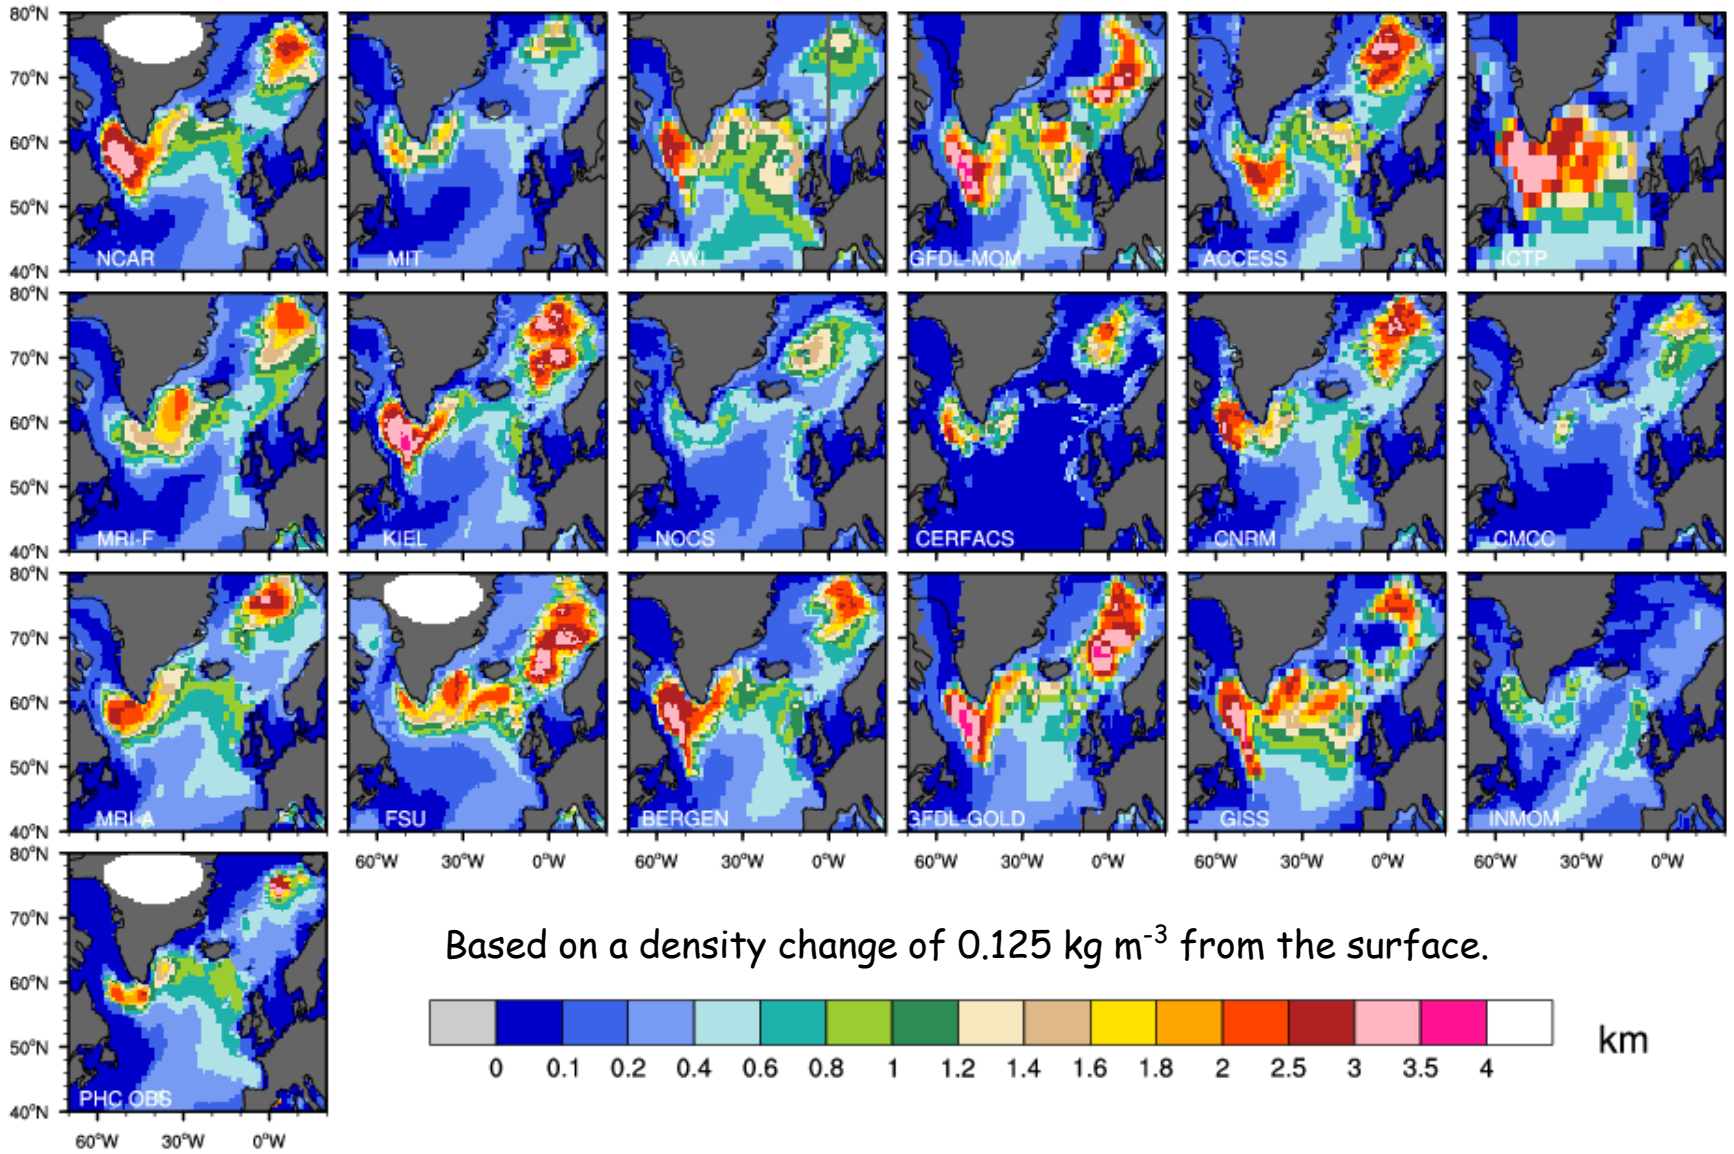 80°N
70°N
60°N
50°N
40°N
NCAR
MIT
AWI
GFDL-MOM
ACCESS
ICTP
80°N
70°N
60°N
50°N
40°N
MRI-F
KIEL
NOCS
CERFACS
CNRM
CMCC
80°N
70°N
60°N
50°N
40°N
MRI-A
FSU
BERGEN
GFDL-GOLD
GISS
INMOM
60°W 30°W 0°W
60°W 30°W 0°W
60°W 30°W 0°W
60°W 30°W 0°W
60°W 30°W 0°W
80°N
70°N
60°N
50°N
40°N
PHC OBS
60°W 30°W 0°W
Based on a density change of 0.125 kg m⁻³ from the surface.
0 0.1 0.2 0.4 0.6 0.8 1 1.2 1.4 1.6 1.8 2 2.5 3 3.5 4
km